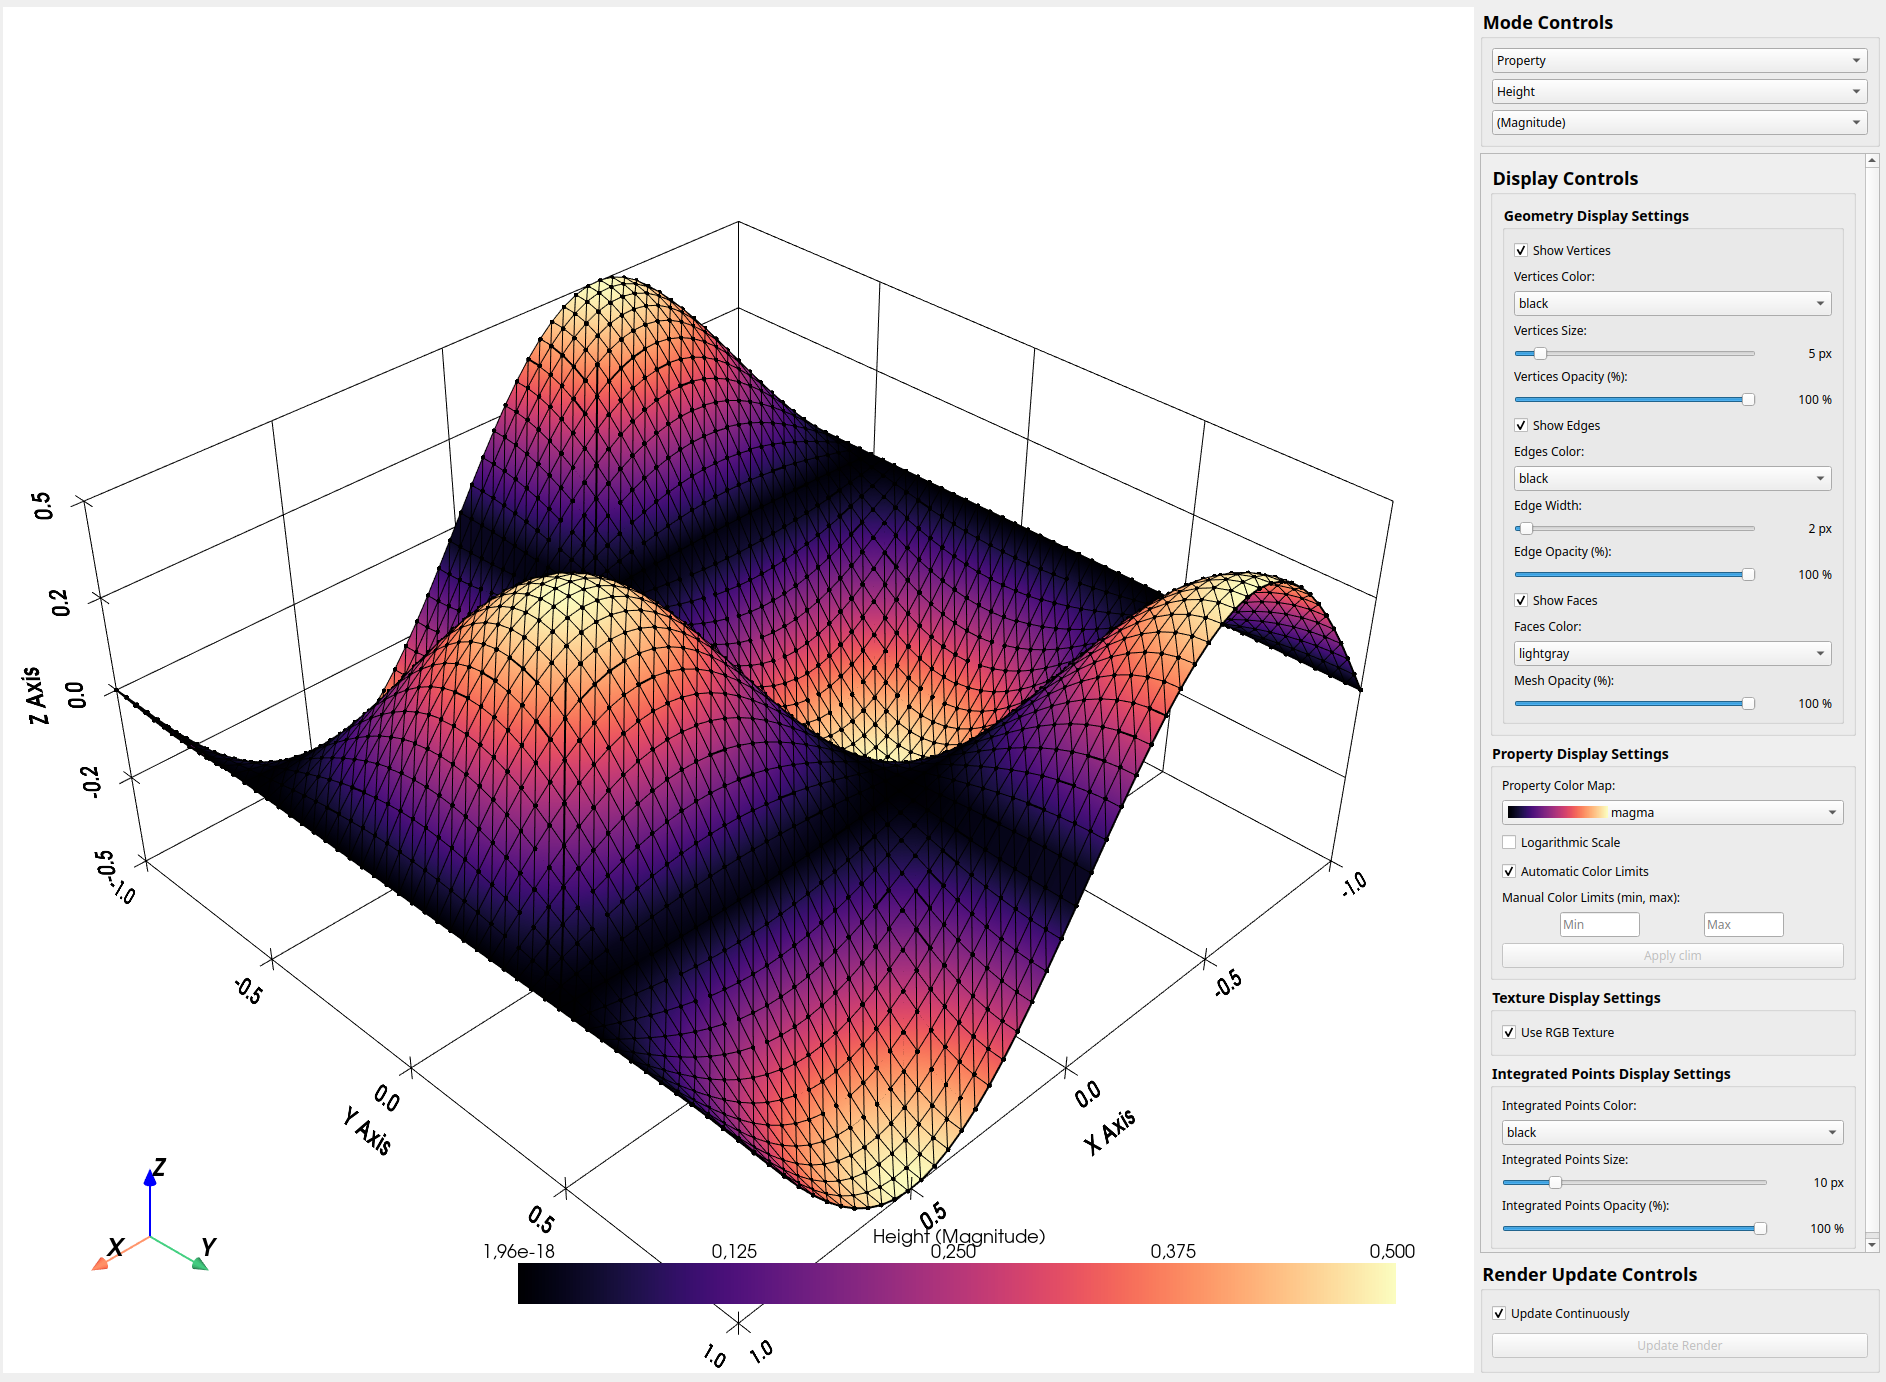 Mode Controls
Property
Height
(Magnitude)
Display Controls
Geometry Display Settings
Show Vertices
Vertices Color:
black
Vertices Size:
5 px
Vertices Opacity (%):
100 %
Show Edges
Edges Color:
black
Edge Width:
2 px
Edge Opacity (%):
100 %
Show Faces
Faces Color:
lightgray
Mesh Opacity (%):
100 %
Property Display Settings
Property Color Map:
magma
Logarithmic Scale
Automatic Color Limits
Manual Color Limits (min, max):
Min
Max
Apply clim
Texture Display Settings
Use RGB Texture
Integrated Points Display Settings
Integrated Points Color:
black
Integrated Points Size:
10 px
Integrated Points Opacity (%):
100 %
Render Update Controls
Update Continuously
Update Render
Z Axis
0.5
0.2
0.0
-0.2
-0.5
Y Axis
-1.0
-0.5
0.0
0.5
1.0
X Axis
-1.0
-0.5
0.0
0.5
1.0
Height (Magnitude)
1,96e-18
0,125
0,250
0,375
0,500
Z
X
Y